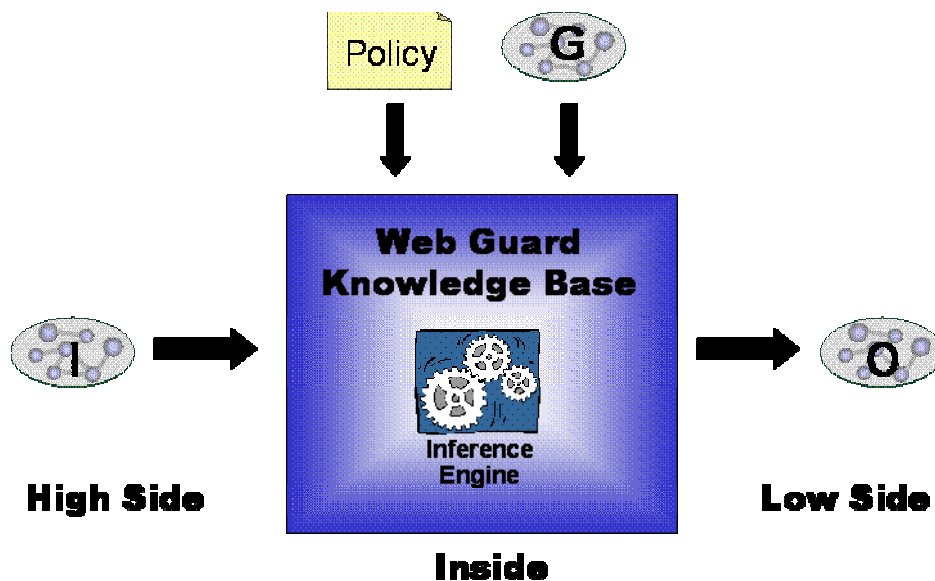 Policy
G
Web Guard
Knowledge Base
I
O
Inference
Engine
High Side
Low Side
Inside